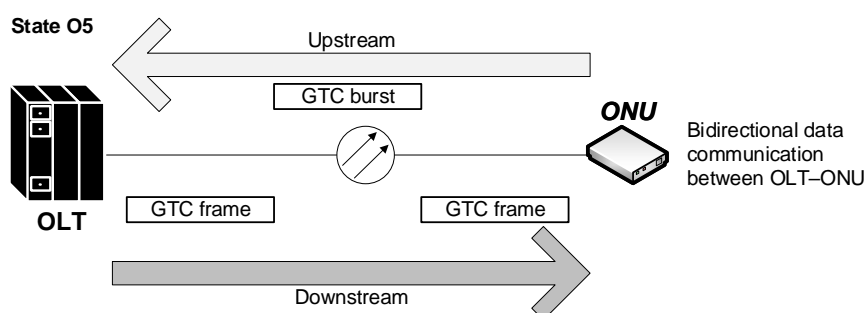 State O5
Upstream
GTC burst
ONU
Bidirectional data
communication
between OLT–ONU
OLT
GTC frame
GTC frame
Downstream